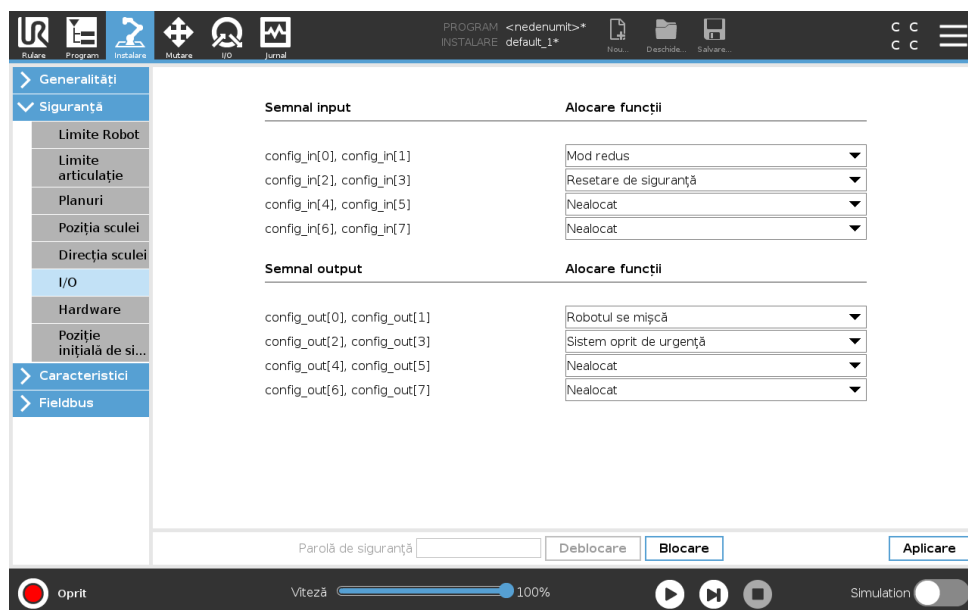 UR
PROGRAM <nedenumit>*
INSTALARE default_1*
C C
C C
Rulare Program Instalare Mutare I/O Jurnal Nou... Deschide... Salvare...
Generalități
Siguranță
Limite Robot
Limite
articulație
Planuri
Poziția sculei
Direcția sculei
I/O
Hardware
Poziție
inițială de si...
Caracteristici
Fieldbus
Semnal input Alocare funcții
config_in[0], config_in[1] Mod redus
config_in[2], config_in[3] Resetare de siguranță
config_in[4], config_in[5] Nealocat
config_in[6], config_in[7] Nealocat
Semnal output Alocare funcții
config_out[0], config_out[1] Robotul se mișcă
config_out[2], config_out[3] Sistem oprit de urgență
config_out[4], config_out[5] Nealocat
config_out[6], config_out[7] Nealocat
Parolă de siguranță Deblocare Blocare Aplicare
Oprit Viteză 100% Simulation